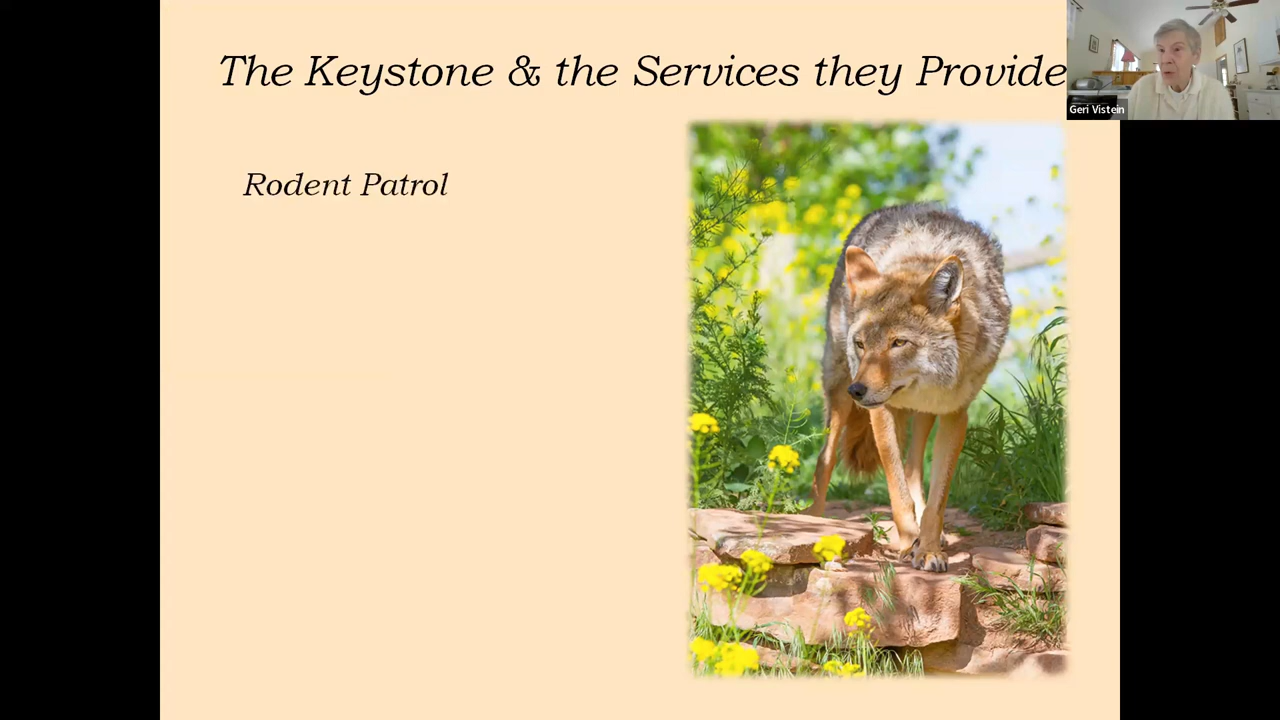 The Keystone & the Services they Provide
Geri Vistein
Rodent Patrol